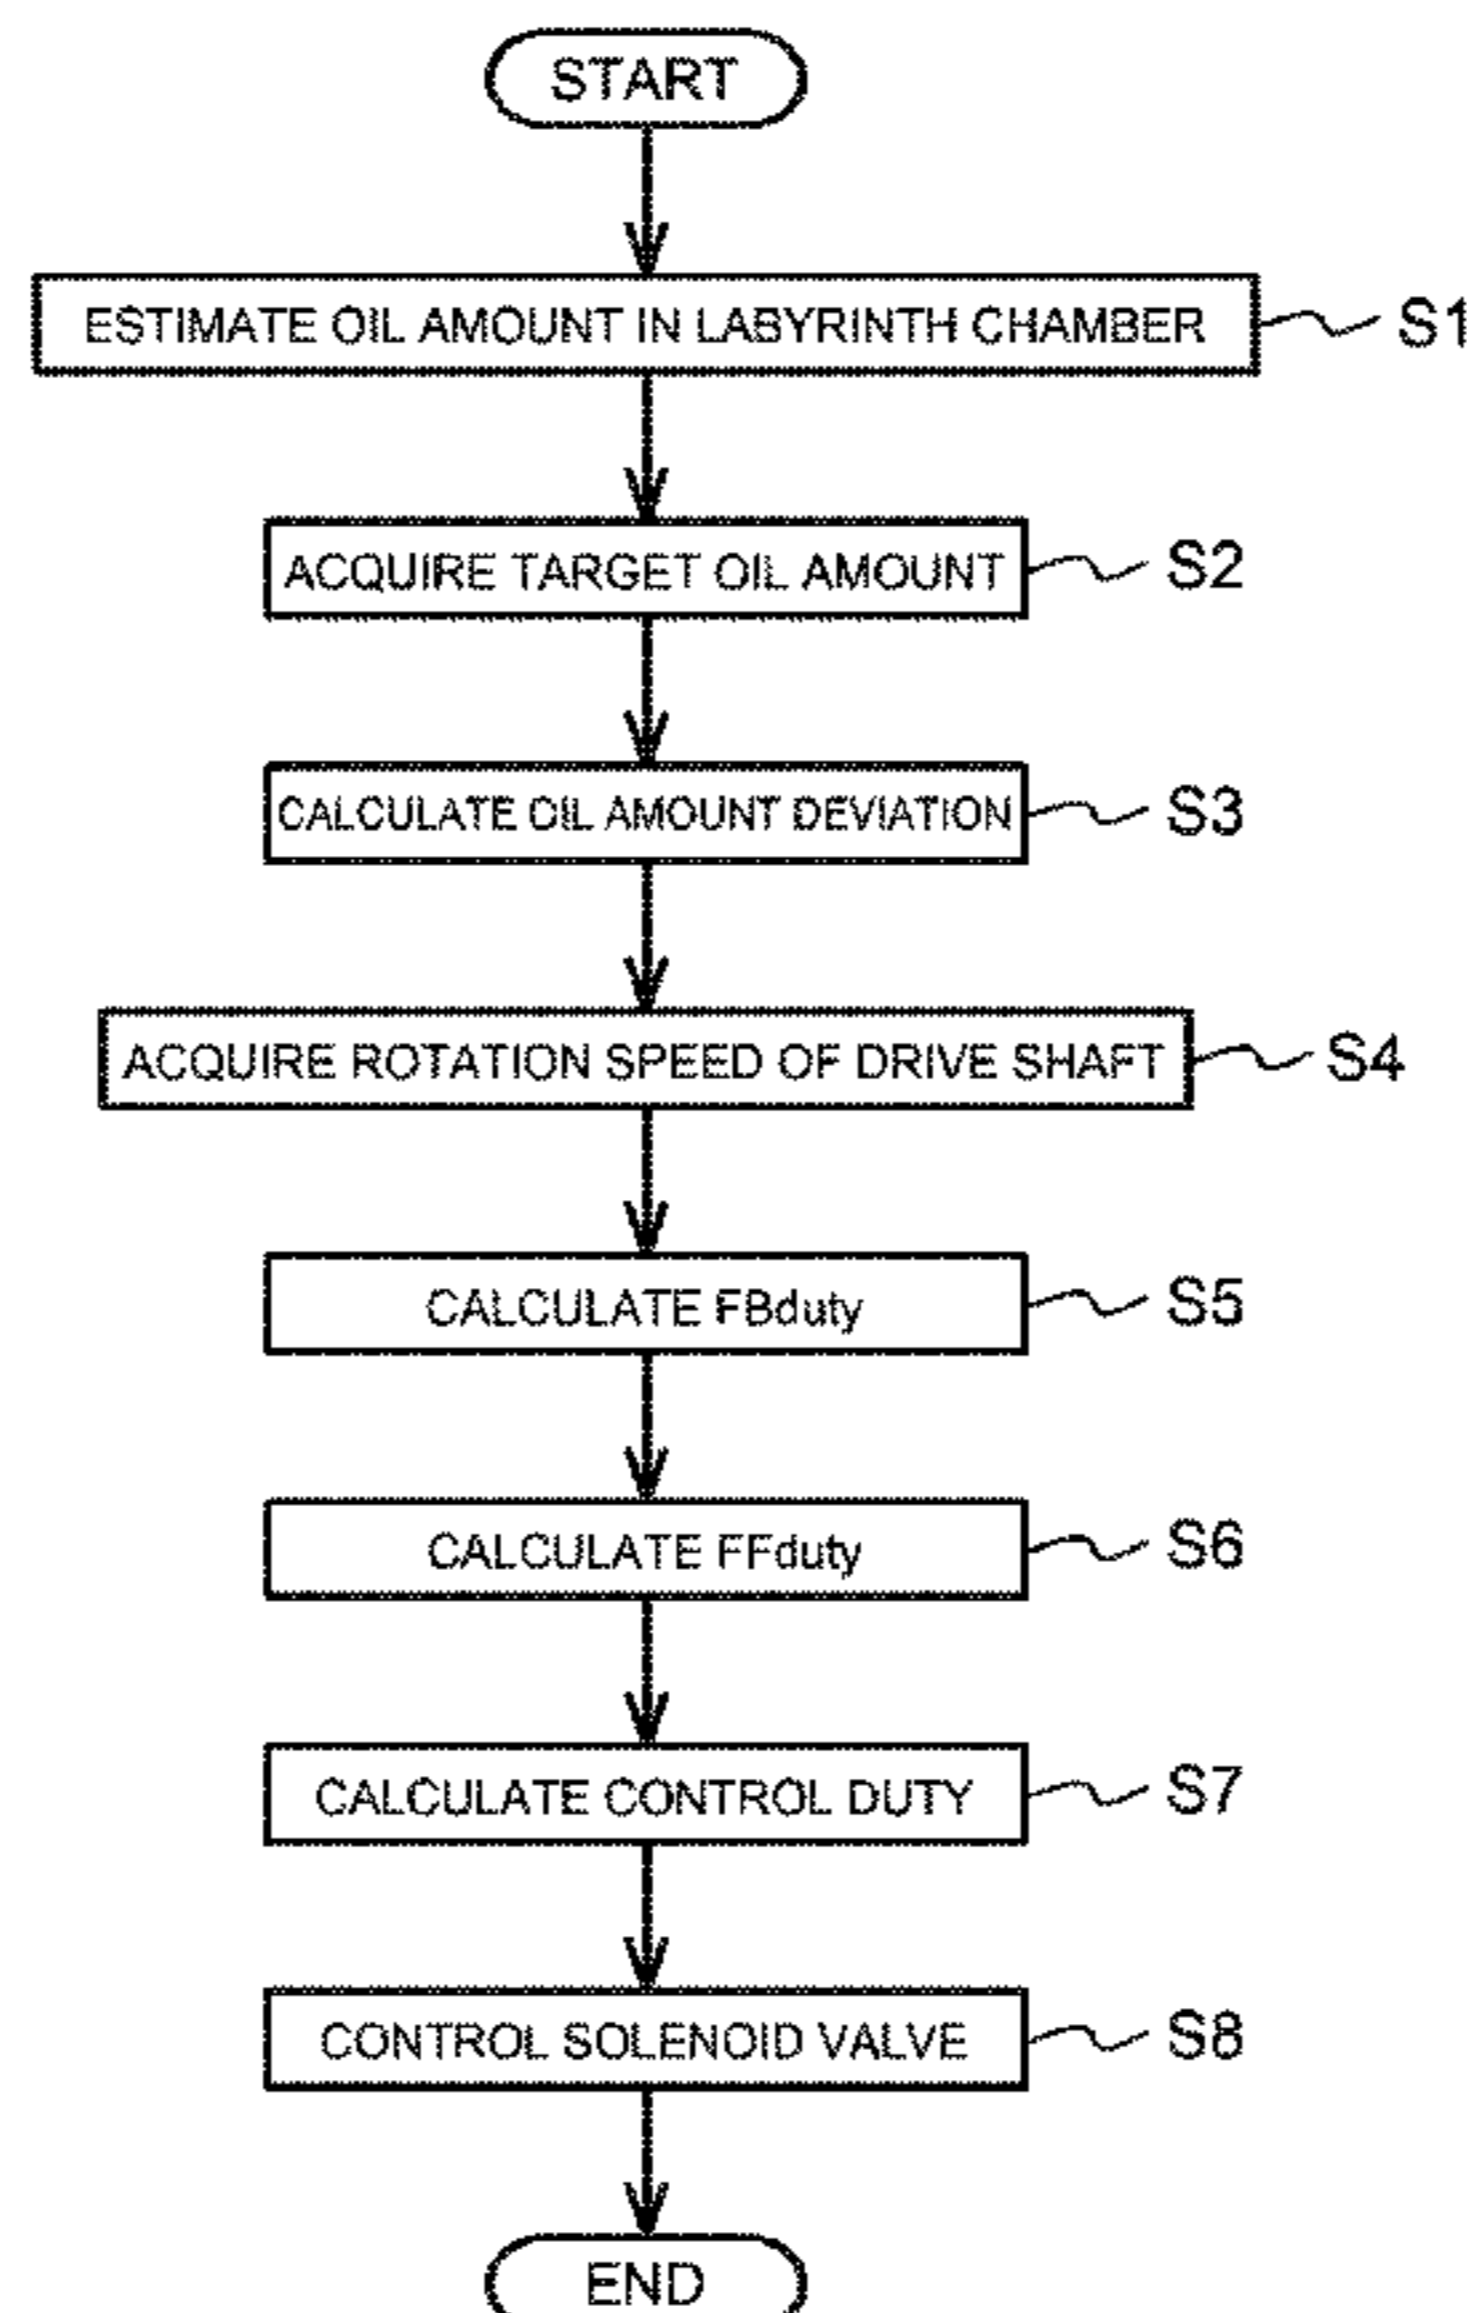 START
ESTIMATE OIL AMOUNT IN LABYRINTH CHAMBER S1
ACQUIRE TARGET OIL AMOUNT S2
CALCULATE OIL AMOUNT DEVIATION S3
ACQUIRE ROTATION SPEED OF DRIVE SHAFT S4
CALCULATE FBduty S5
CALCULATE FFduty S6
CALCULATE CONTROL DUTY S7
CONTROL SOLENOID VALVE S8
END